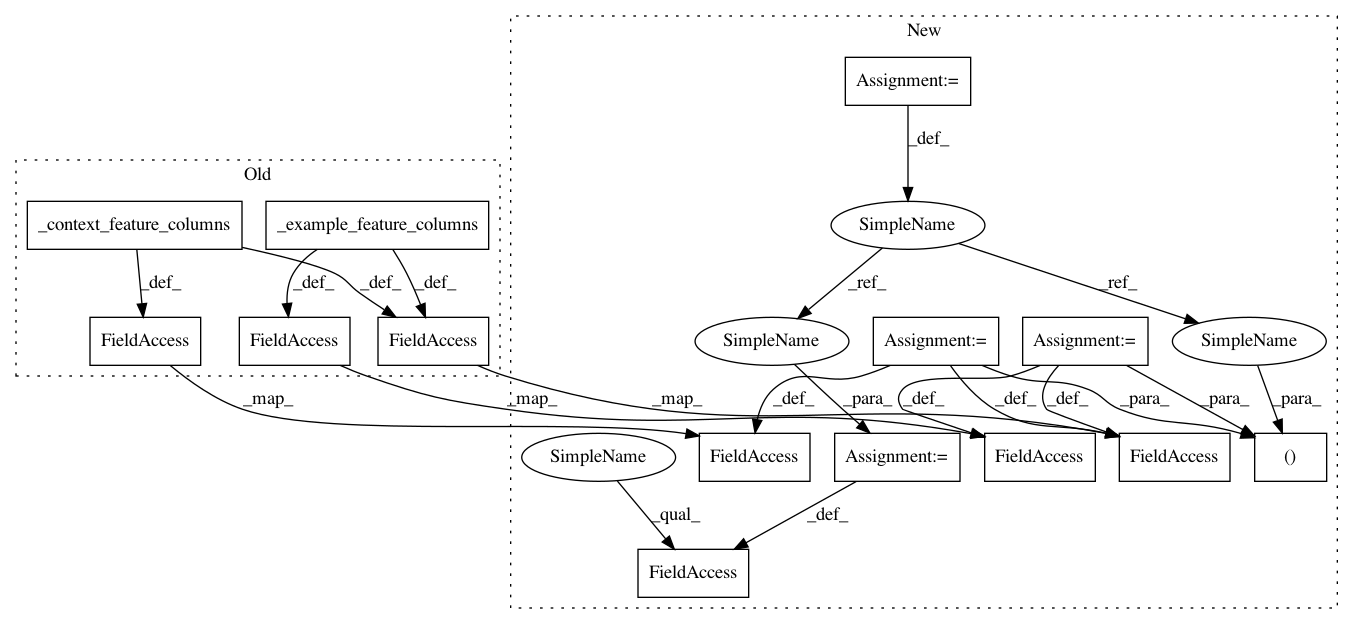 New
Assignment:=
_def_
Old
_context_feature_columns
_example_feature_columns
SimpleName
_def_
_def_
_def_
_def_
_ref_
_ref_
FieldAccess
FieldAccess
FieldAccess
SimpleName
Assignment:=
Assignment:=
SimpleName
_map_
_map_
_map_
_def_
_para_
_def_
_def_
_def_
_para_
_para_
_para_
SimpleName
FieldAccess
Assignment:=
FieldAccess
FieldAccess
()
_qual_
_def_
FieldAccess